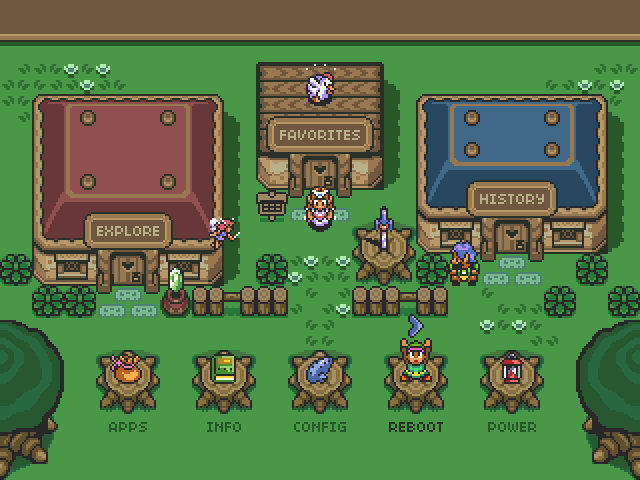 FAVORITES
HISTORY
EXPLORE
APPS
INFO
CONFIG
REBOOT
POWER